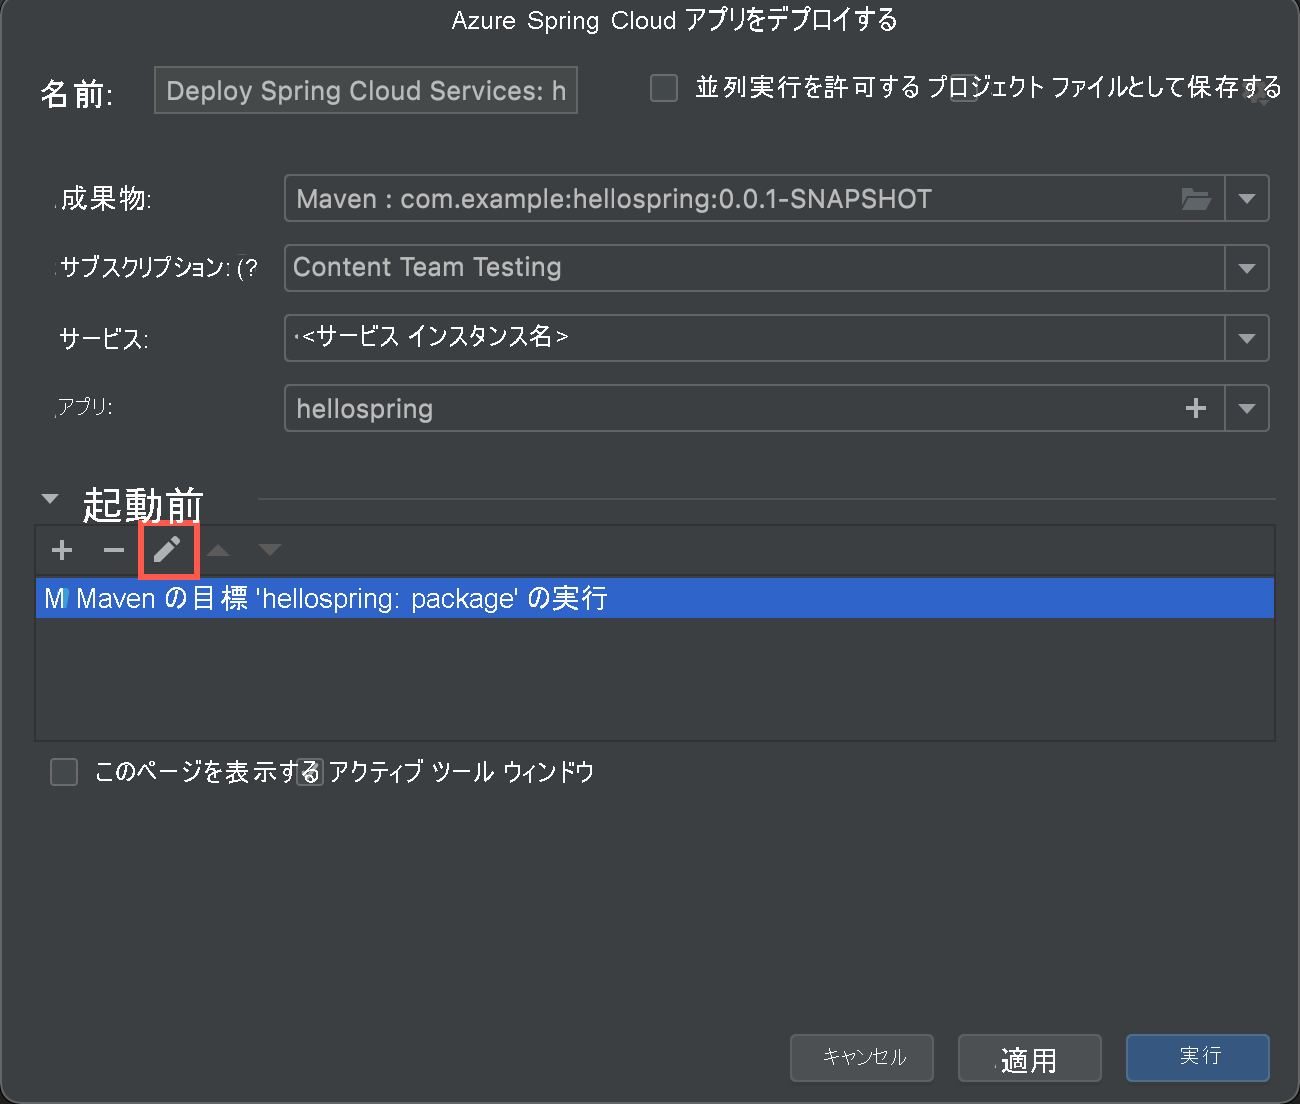 Azure Spring Cloud アプリをデプロイする
名前: Deploy Spring Cloud Services: h 並列実行を許可する プロジェクト ファイルとして保存する
成果物: Maven : com.example:hellospring:0.0.1-SNAPSHOT
サブスクリプション: (? Content Team Testing
サービス: <サービス インスタンス名>
アプリ: hellospring
起動前
M Maven の目標 'hellospring: package' の実行
このページを表示する アクティブ ツール ウィンドウ
キャンセル 適用 実行